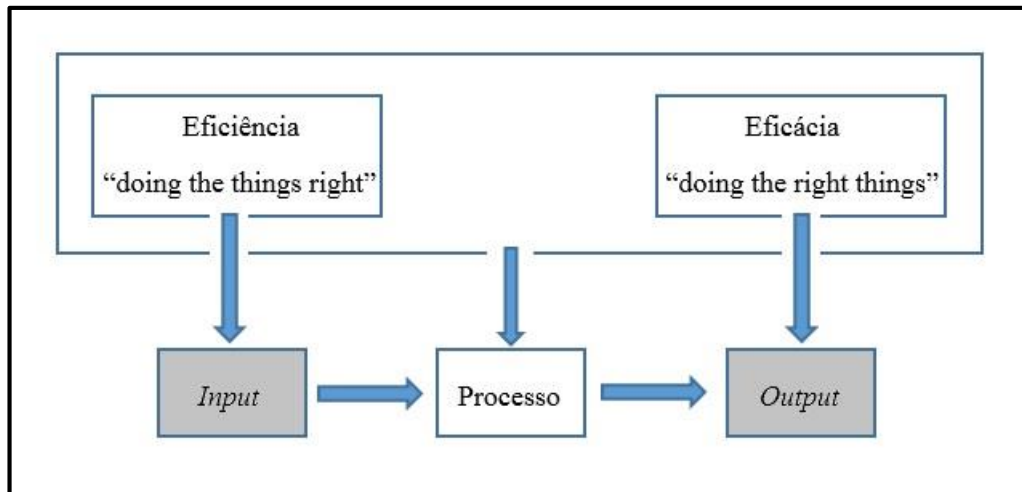 Eficiência
“doing the things right”
Eficácia
“doing the right things”
Input
Processo
Output